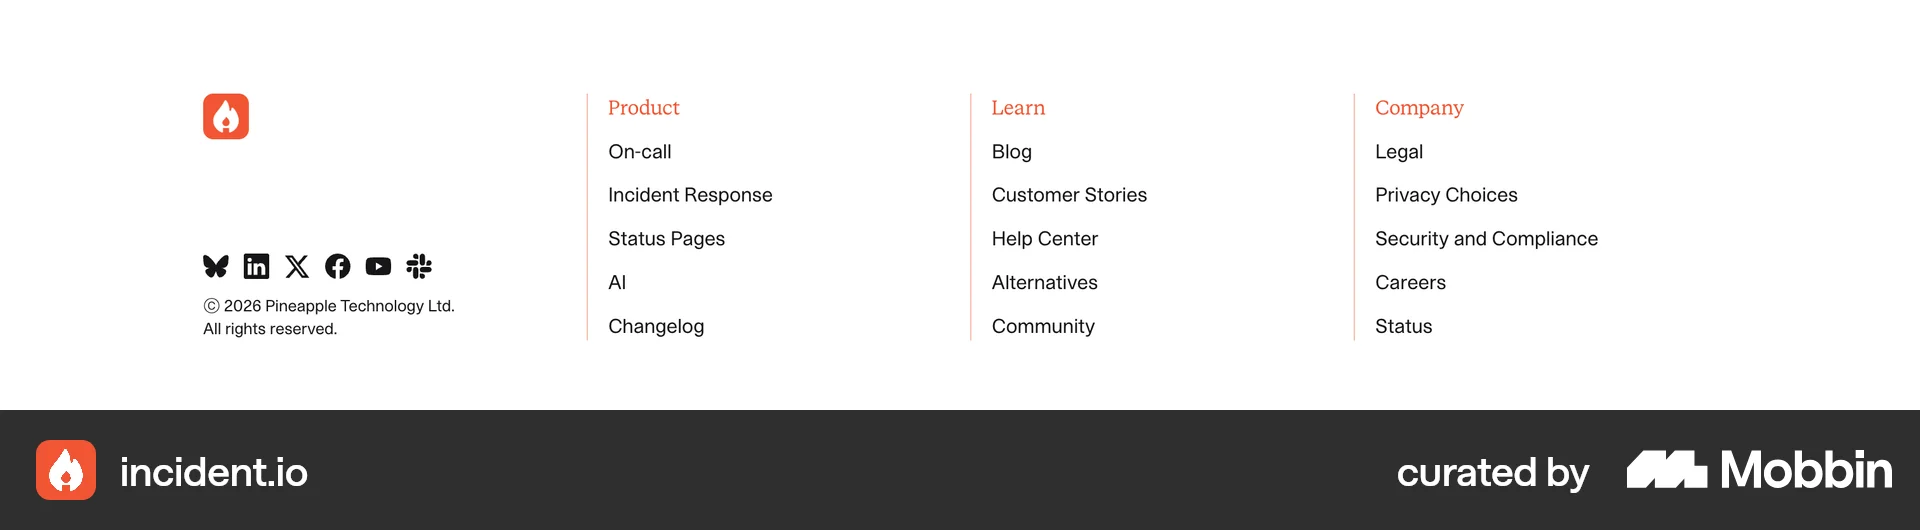 ⓒ 2026 Pineapple Technology Ltd.
All rights reserved.
Product
On-call
Incident Response
Status Pages
AI
Changelog
Learn
Blog
Customer Stories
Help Center
Alternatives
Community
Company
Legal
Privacy Choices
Security and Compliance
Careers
Status
incident.io
curated by Mobbin